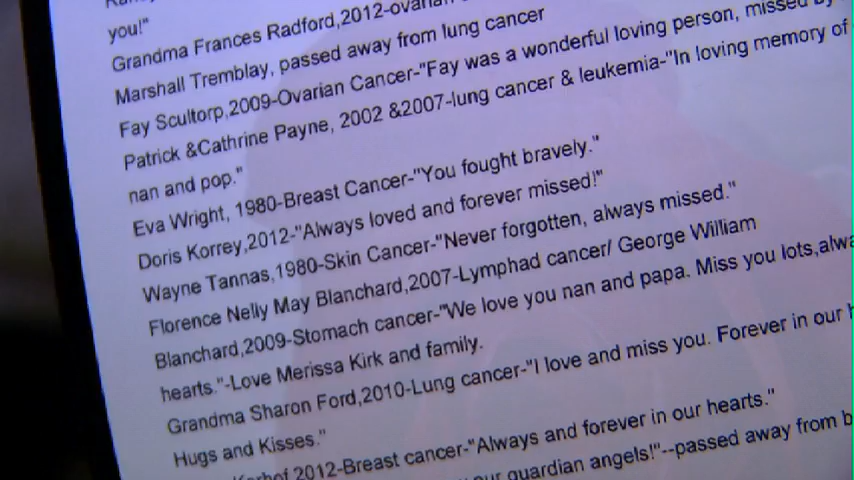 you!"
Grandma Frances Radford,2012-ovarian
Marshall Tremblay, passed away from lung cancer
Fay Scultorp,2009-Ovarian Cancer-"Fay was a wonderful loving person, missed by
Patrick &Cathrine Payne, 2002 &2007-lung cancer & leukemia-"In loving memory of
nan and pop."
Eva Wright, 1980-Breast Cancer-"You fought bravely."
Doris Korrey,2012-"Always loved and forever missed!"
Wayne Tannas,1980-Skin Cancer-"Never forgotten, always missed."
Florence Nelly May Blanchard,2007-Lymphad cancer/ George William
Blanchard,2009-Stomach cancer-"We love you nan and papa. Miss you lots,alwa
hearts."-Love Merissa Kirk and family.
Grandma Sharon Ford,2010-Lung cancer-"I love and miss you. Forever in our h
Hugs and Kisses."
2012-Breast cancer-"Always and forever in our hearts."
our guardian angels!"--passed away from b